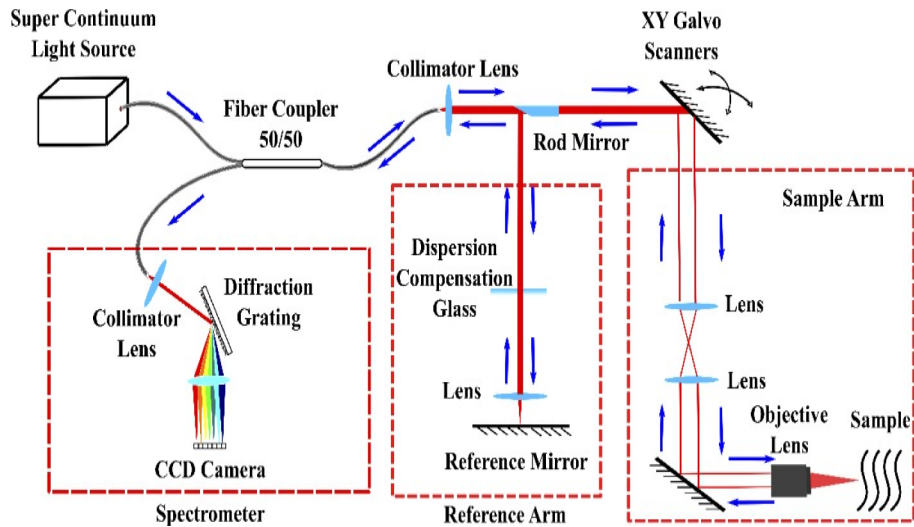 Super Continuum
Light Source
Fiber Coupler
50/50
Collimator Lens
XY Galvo
Scanners
Rod Mirror
Sample Arm
Dispersion
Compensation
Glass
Lens
Reference Mirror
Reference Arm
Collimator
Lens
Diffraction
Grating
CCD Camera
Spectrometer
Lens
Lens
Objective
Lens
Sample